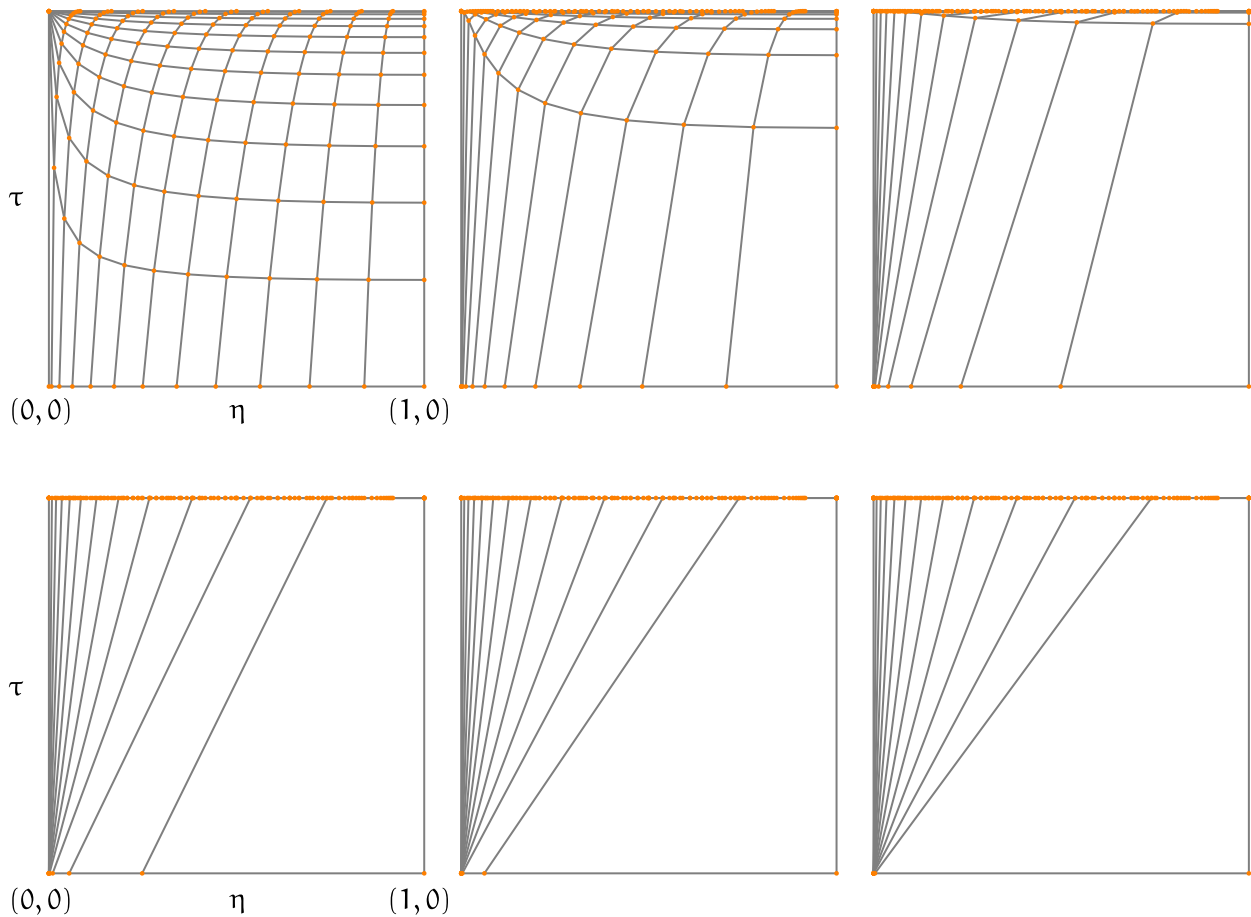 τ
(0, 0) η (1, 0)
τ
(0, 0) η (1, 0)